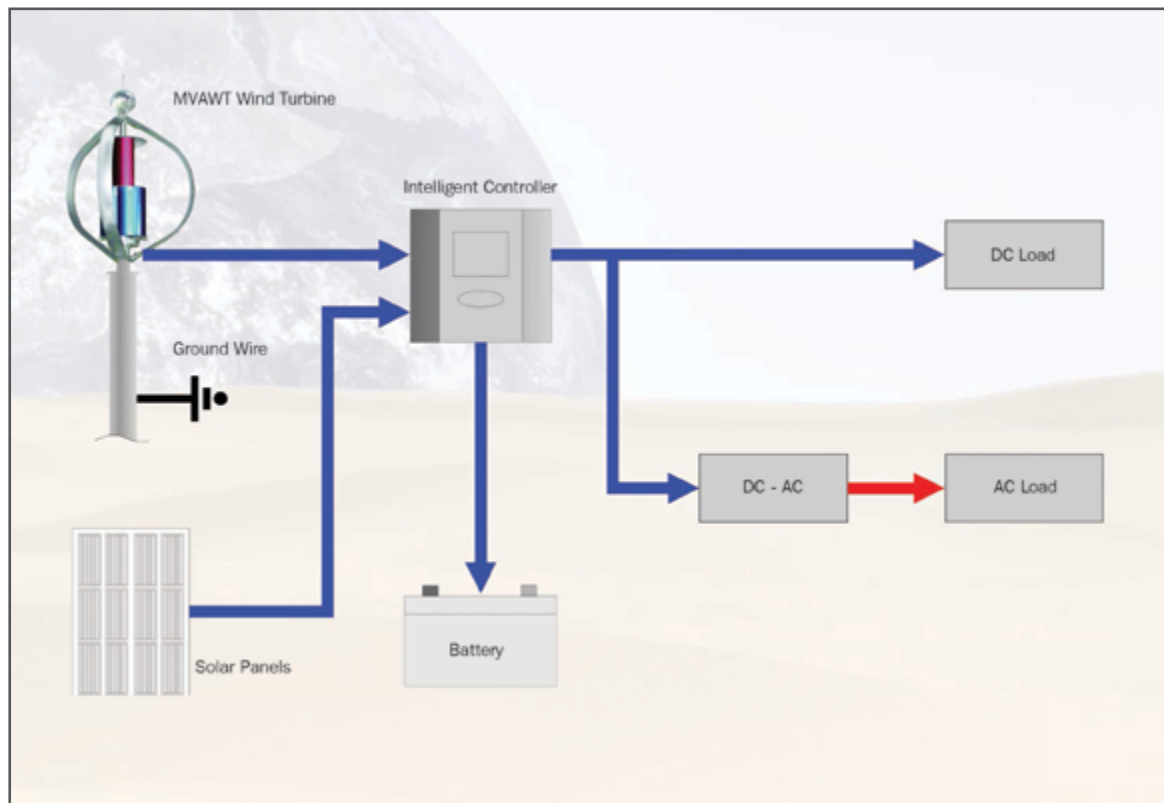 MVAWT Wind Turbine
Intelligent Controller
DC Load
Ground Wire
DC - AC
AC Load
Battery
Solar Panels